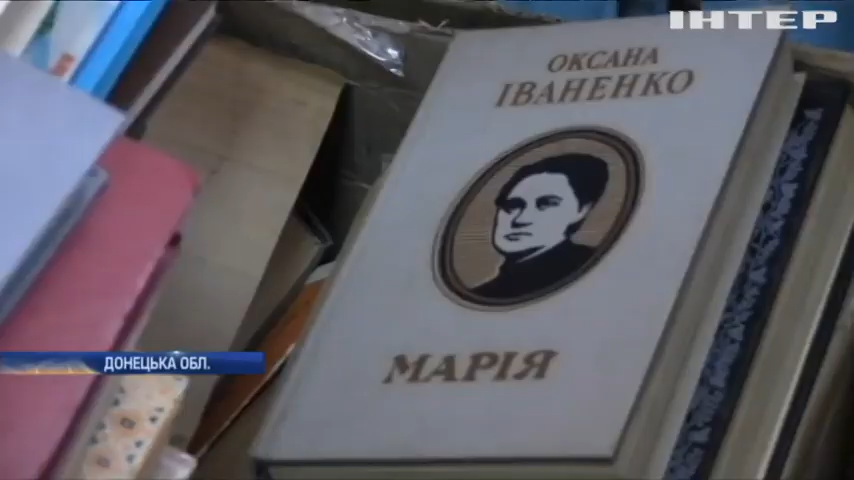 ІНТЕР
ОКСАНА
ІВАНЕНКО
МАРІЯ
ДОНЕЦЬКА ОБЛ.